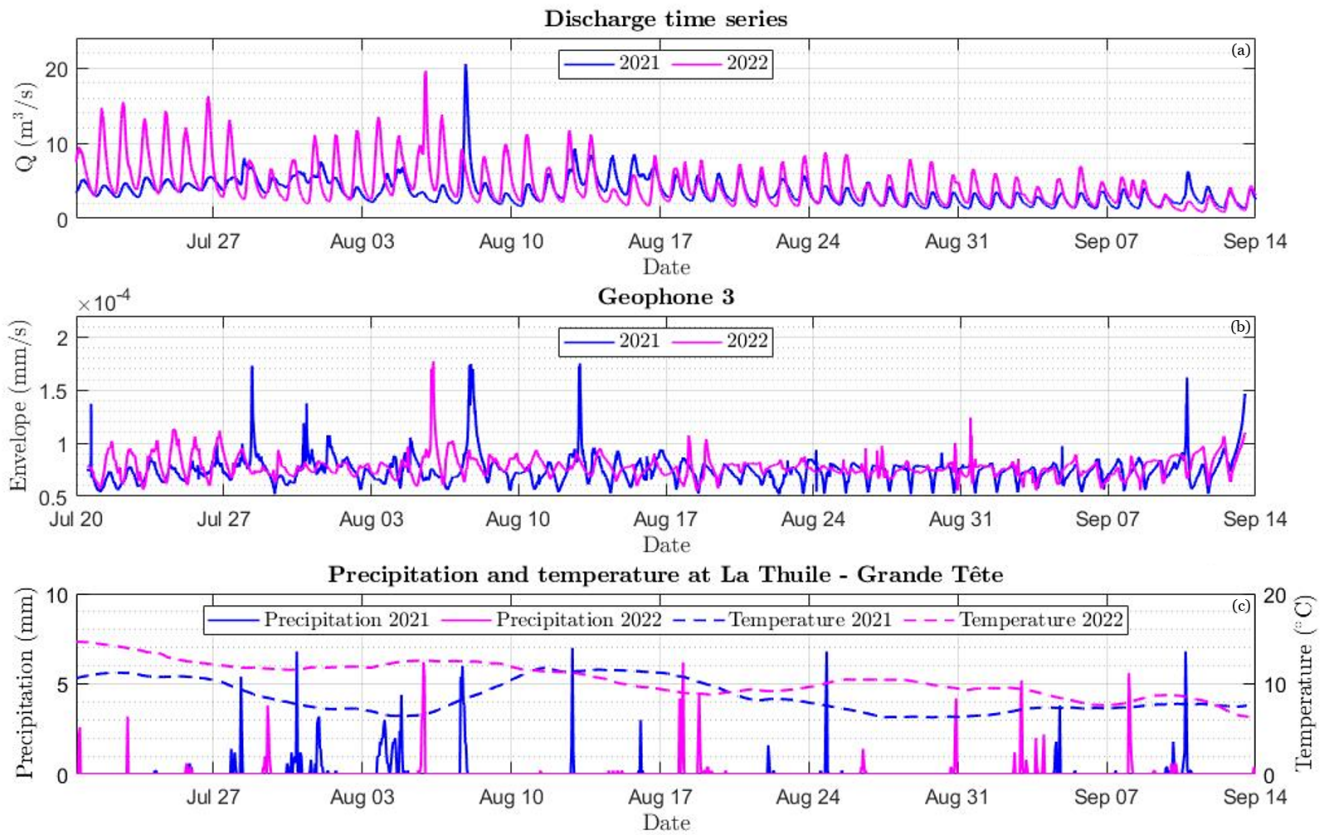 Discharge time series
(a)
2021 2022
20
10
0
Q (m³/s)
Jul 27 Aug 03 Aug 10 Aug 17 Aug 24 Aug 31 Sep 07 Sep 14
Date
×10⁻⁴
Geophone 3
(b)
2021 2022
2
1.5
1
0.5
Envelope (mm/s)
Jul 20 Jul 27 Aug 03 Aug 10 Aug 17 Aug 24 Aug 31 Sep 07 Sep 14
Date
Precipitation and temperature at La Thuile - Grande Tête
(c)
Precipitation 2021 Precipitation 2022 Temperature 2021 Temperature 2022
10
5
0
Precipitation (mm)
20
10
0
Temperature (°C)
Jul 27 Aug 03 Aug 10 Aug 17 Aug 24 Aug 31 Sep 07 Sep 14
Date